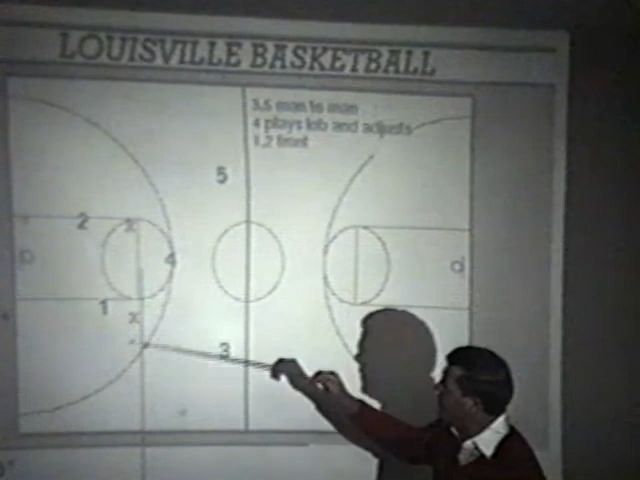 LOUISVILLE BASKETBALL
3,5 man to man
4 plays lob and adjusts
1,2 front
5
2 X
4
1
X
3